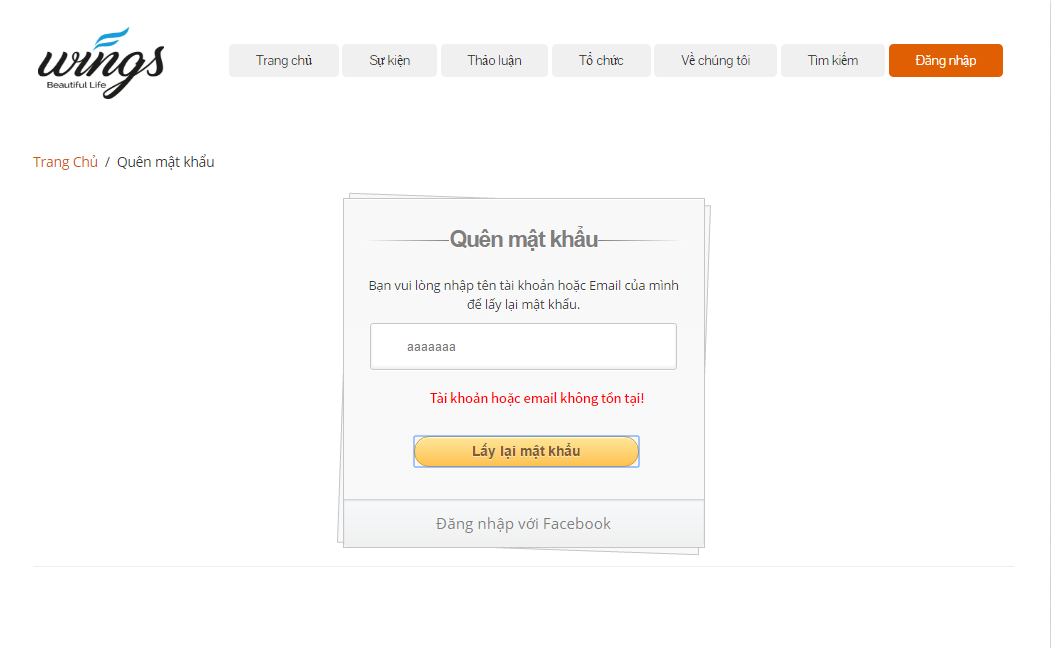 wings
Beautiful Life
Trang chủ Sự kiện Thảo luận Tổ chức Về chúng tôi Tìm kiếm Đăng nhập
Trang Chủ / Quên mật khẩu
Quên mật khẩu
Bạn vui lòng nhập tên tài khoản hoặc Email của mình
để lấy lại mật khẩu.
aaaaaaa
Tài khoản hoặc email không tồn tại!
Lấy lại mật khẩu
Đăng nhập với Facebook